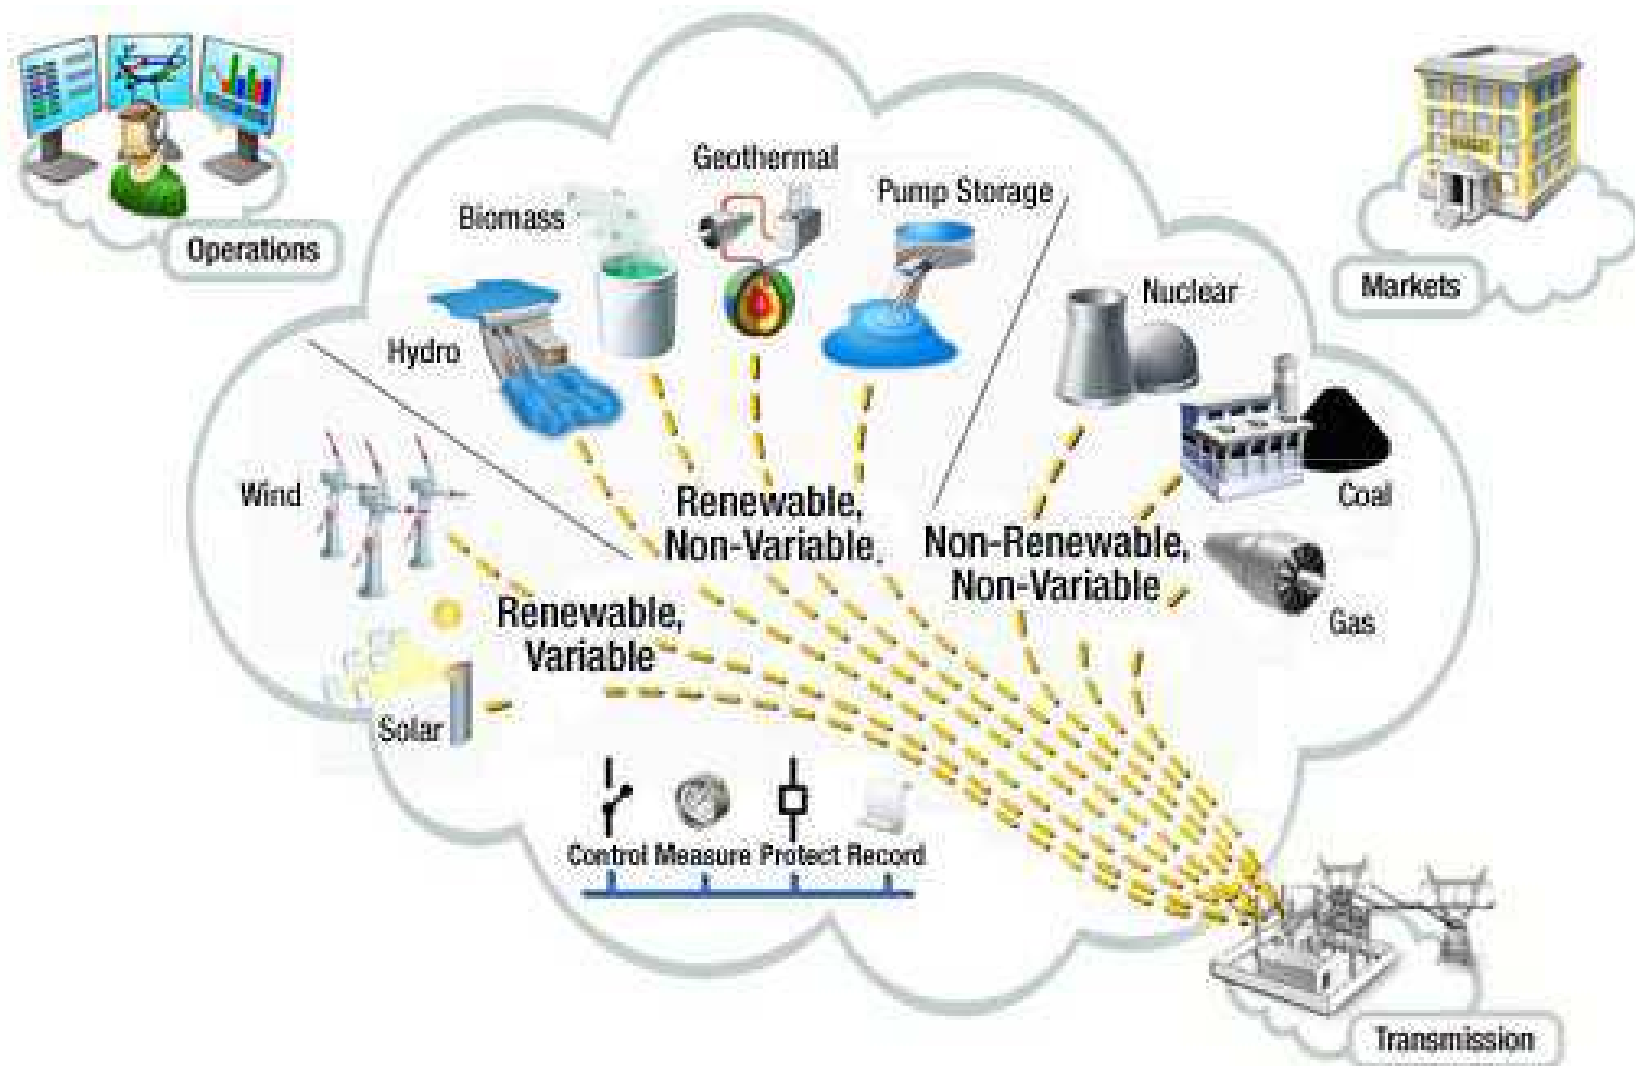 Operations
Geothermal
Biomass
Pump Storage
Hydro
Nuclear
Markets
Wind
Renewable,
Non-Variable,
Non-Renewable,
Non-Variable
Coal
Gas
Renewable,
Variable
Solar
Control Measure Protect Record
Transmission